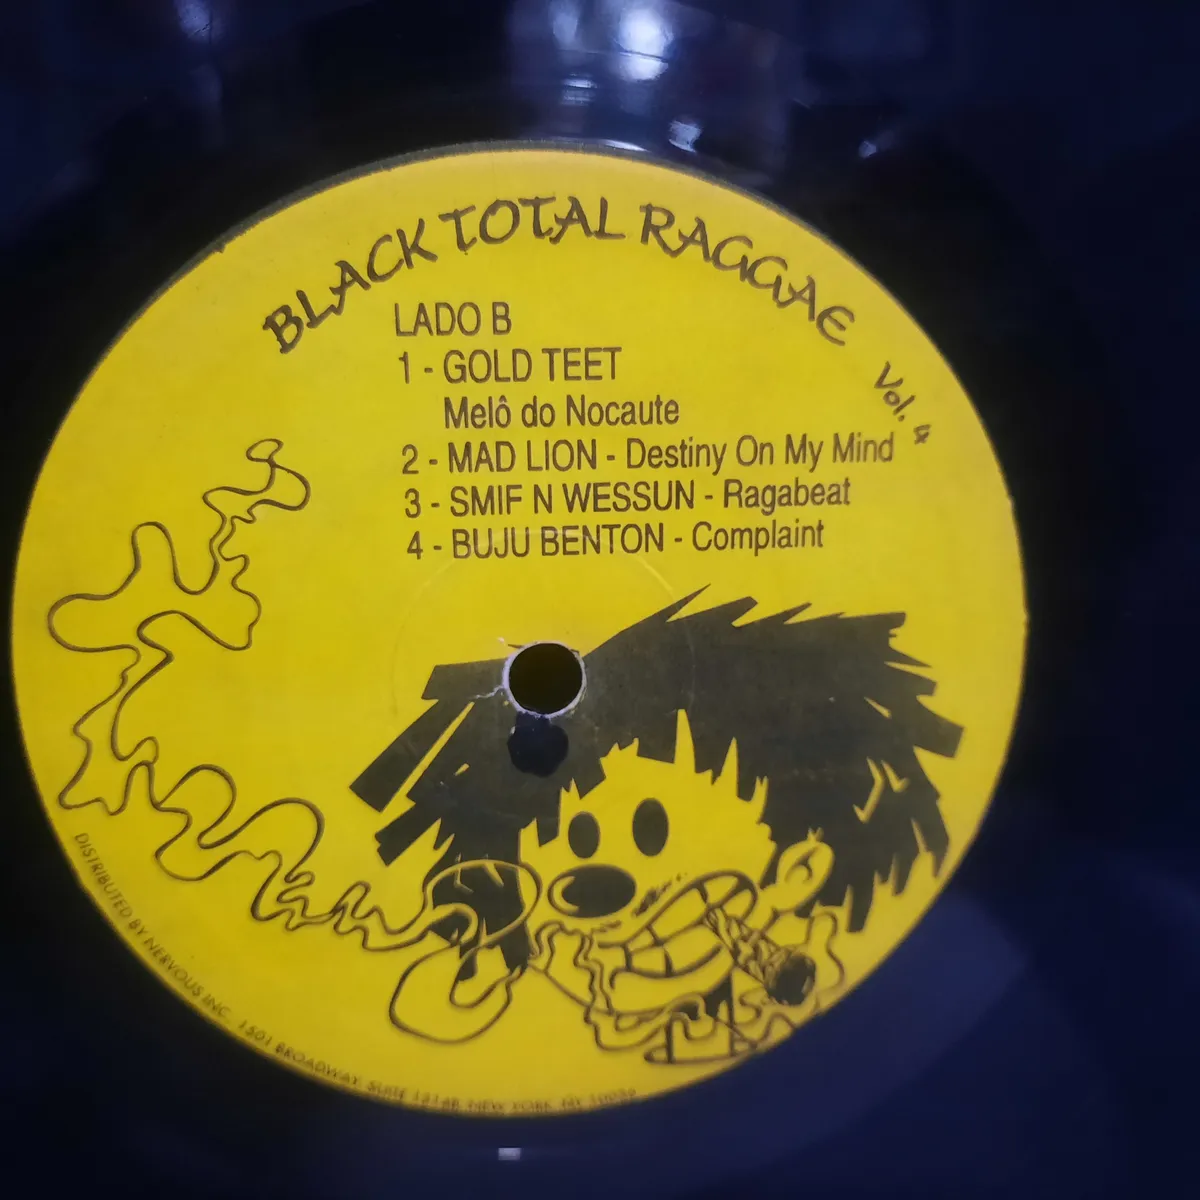 BLACK TOTAL RAGGAE Vol. 4
LADO B
1 - GOLD TEET
Melô do Nocaute
2 - MAD LION - Destiny On My Mind
3 - SMIF N WESSUN - Ragabeat
4 - BUJU BENTON - Complaint
DISTRIBUTED BY NERVOUS INC. 1501 BROADWAY, SUITE 1314B NEW YORK, NY